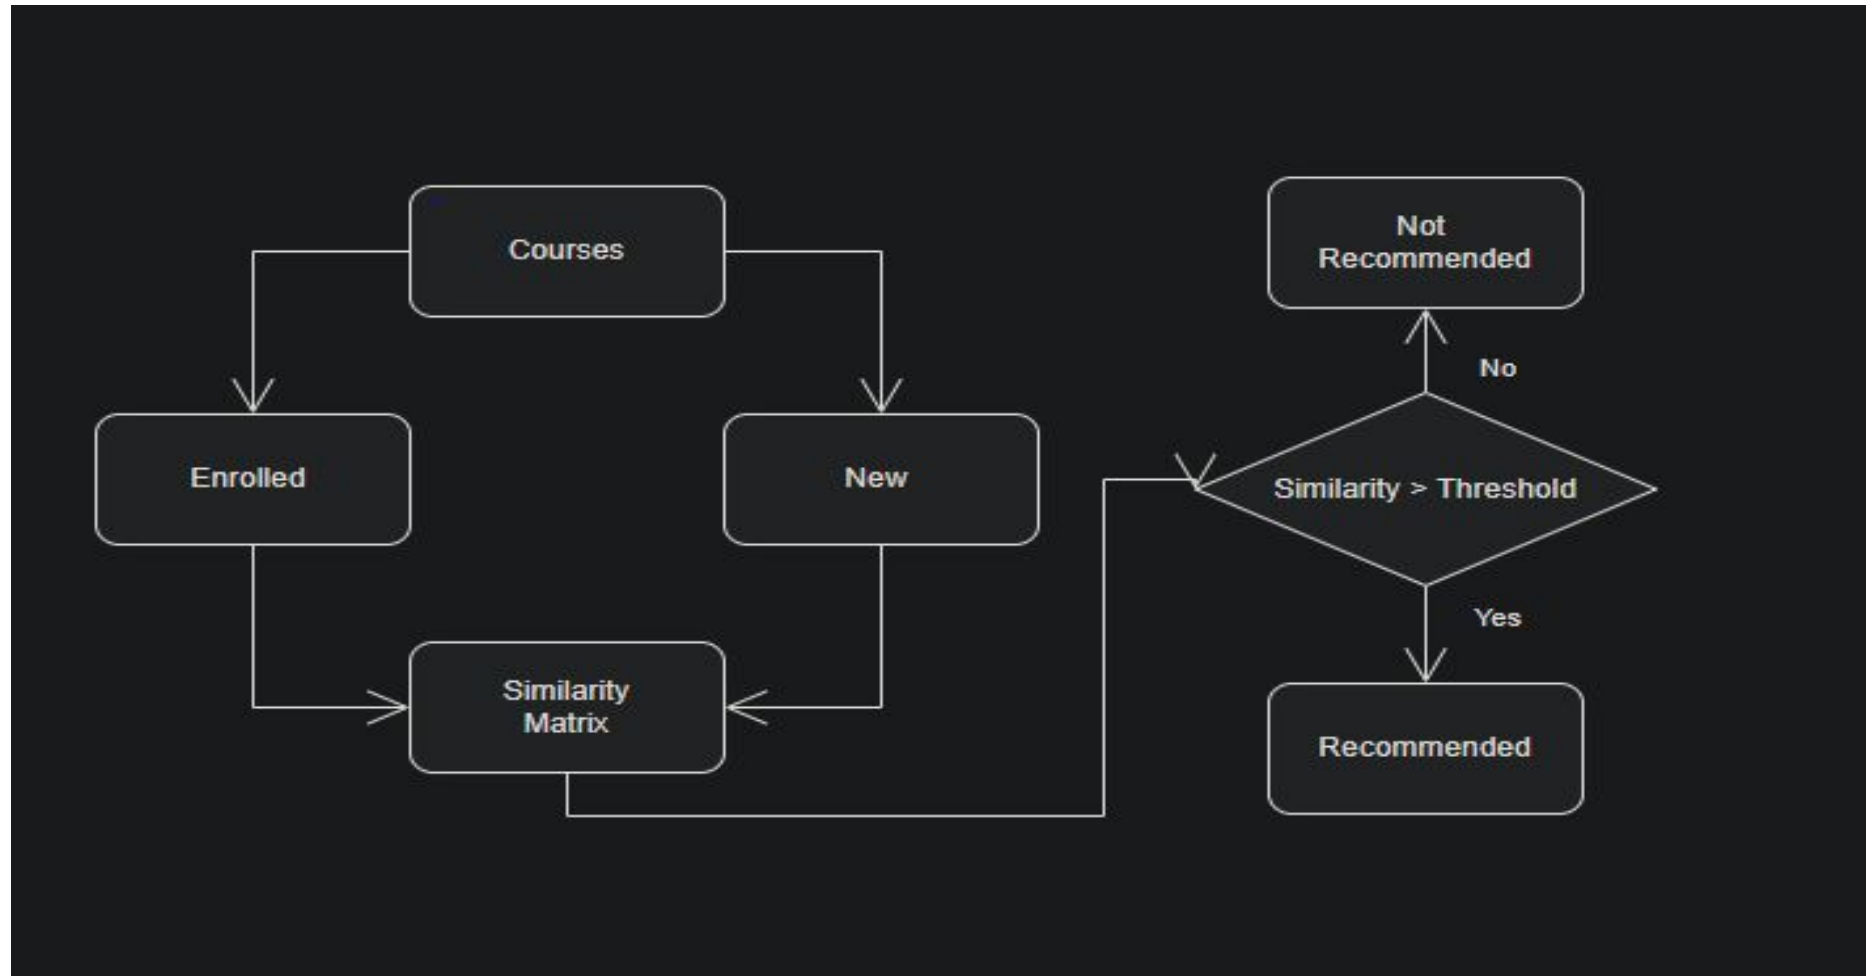 Courses
Enrolled
New
Similarity
Matrix
Similarity > Threshold
No
Not
Recommended
Yes
Recommended